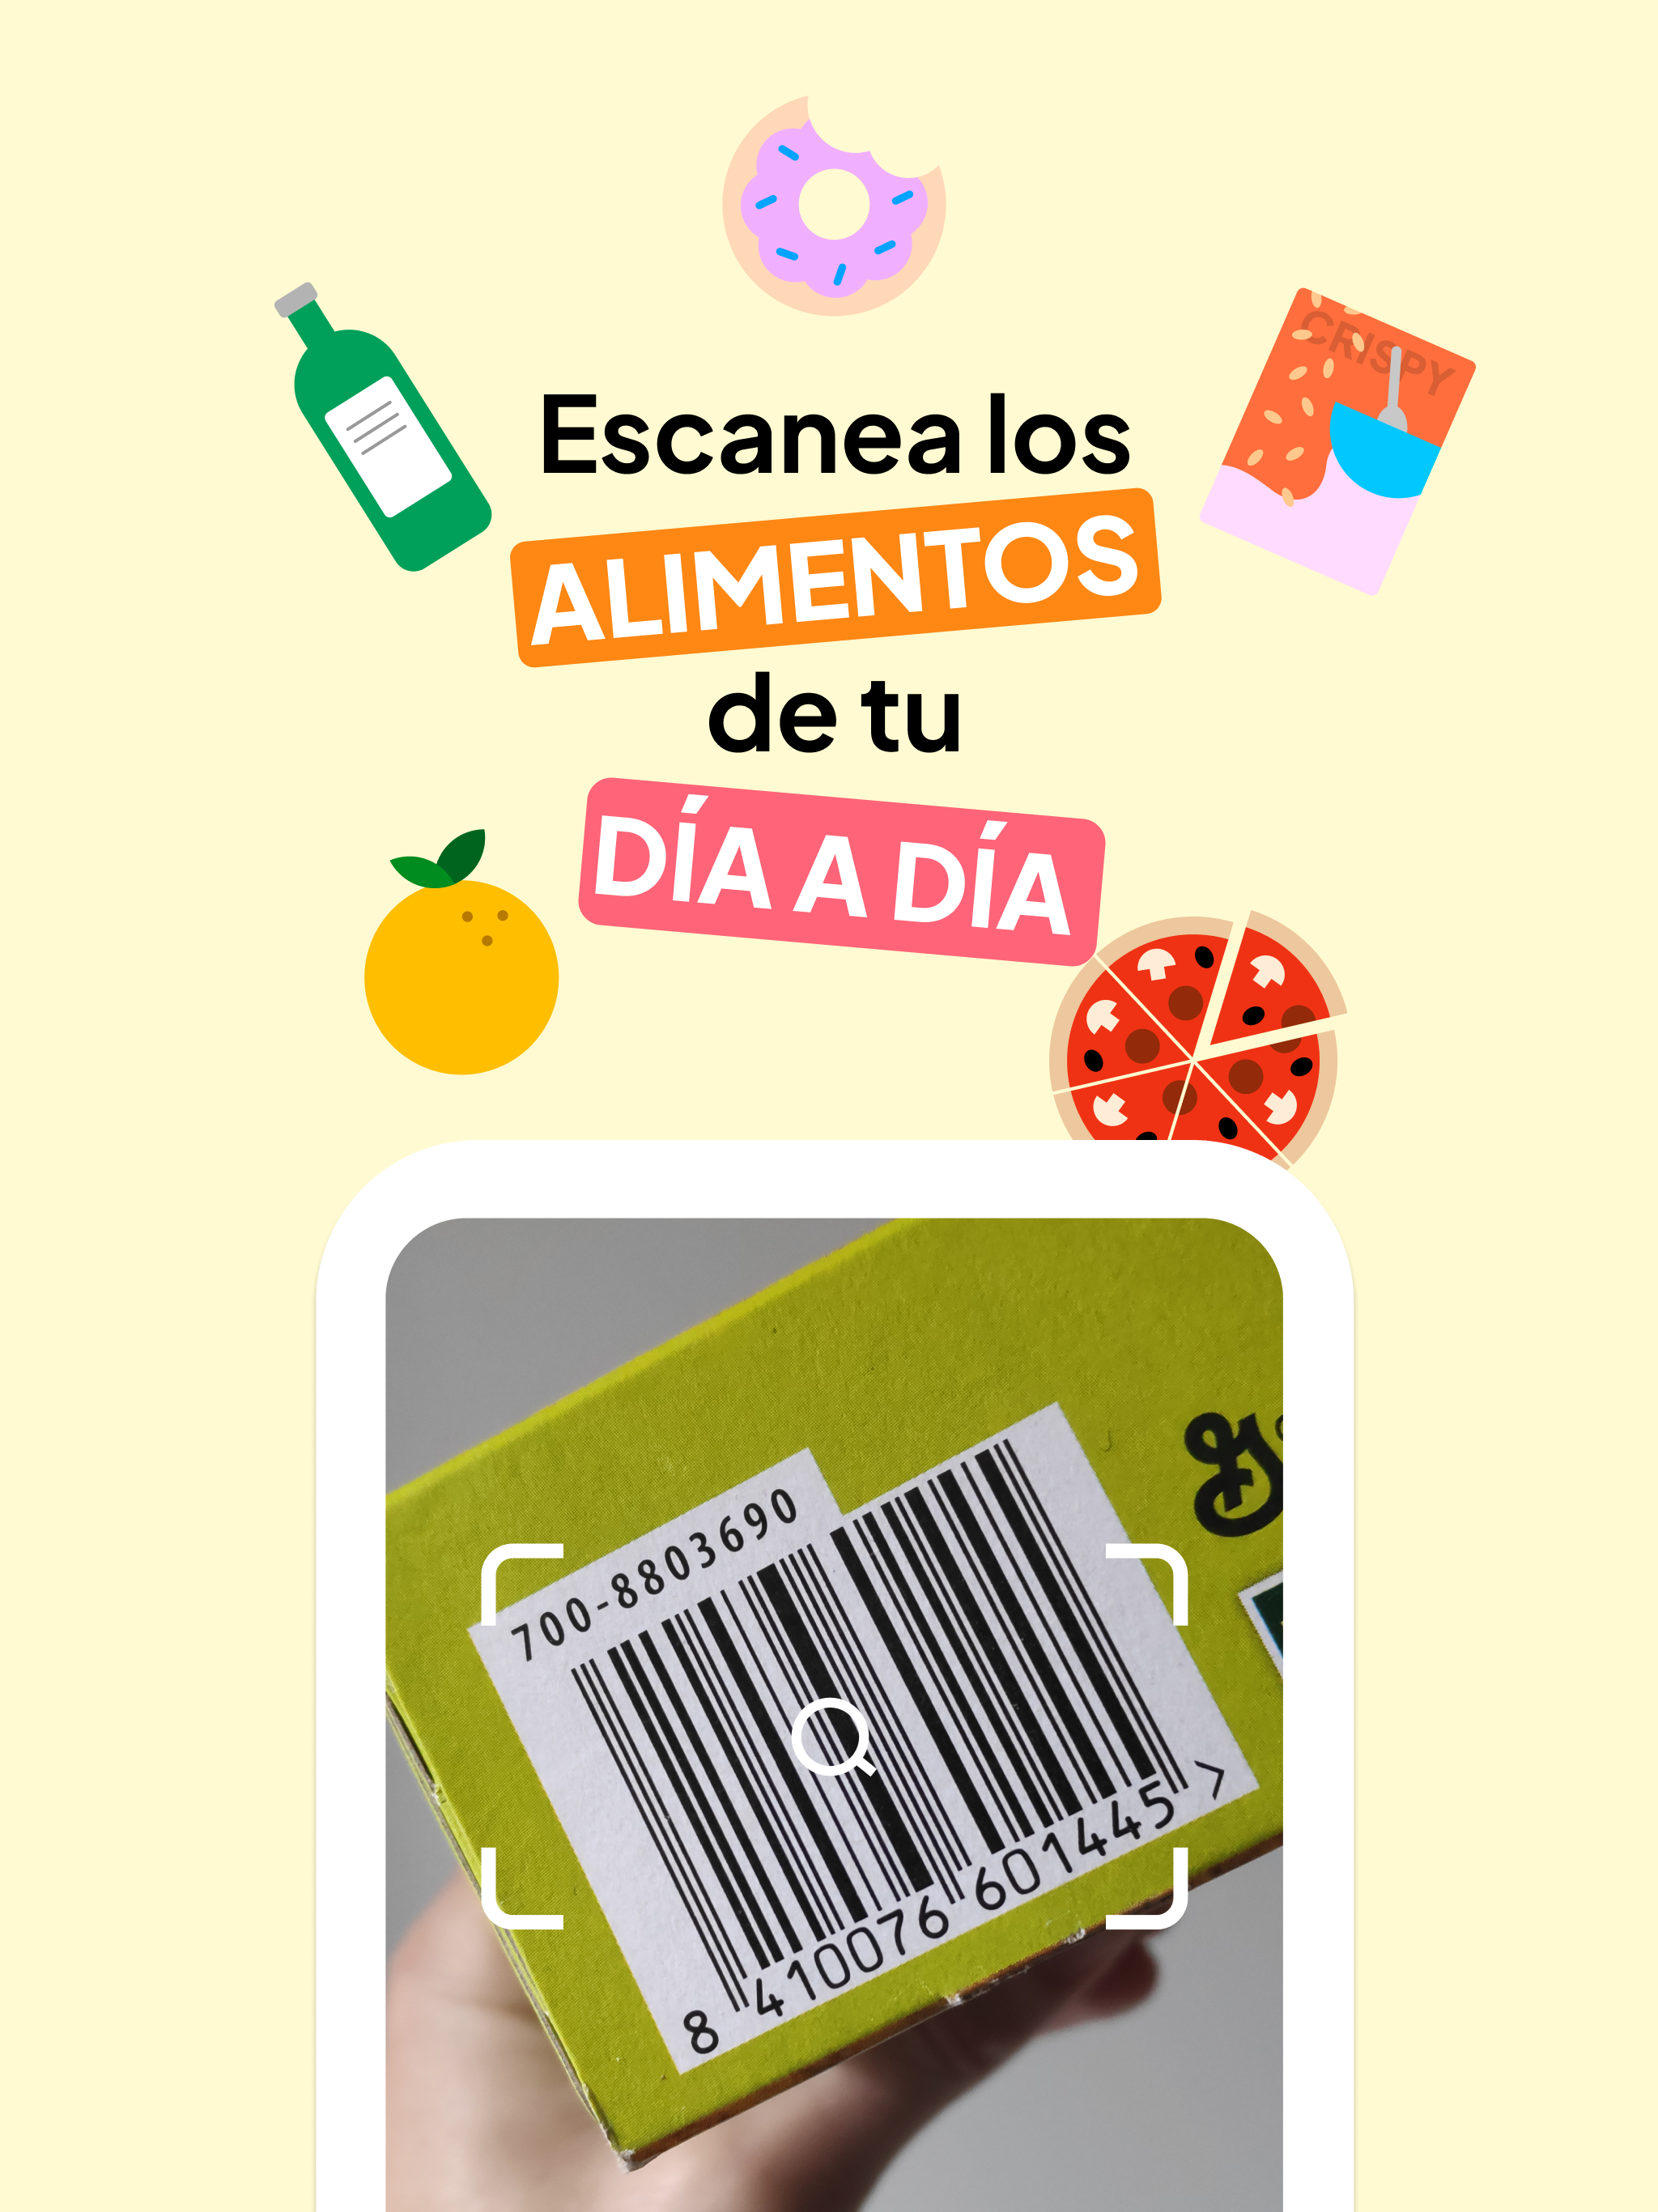 CRISPY
Escanea los
ALIMENTOS
de tu
DÍA A DÍA
700-8803690
8 410076 601445 >